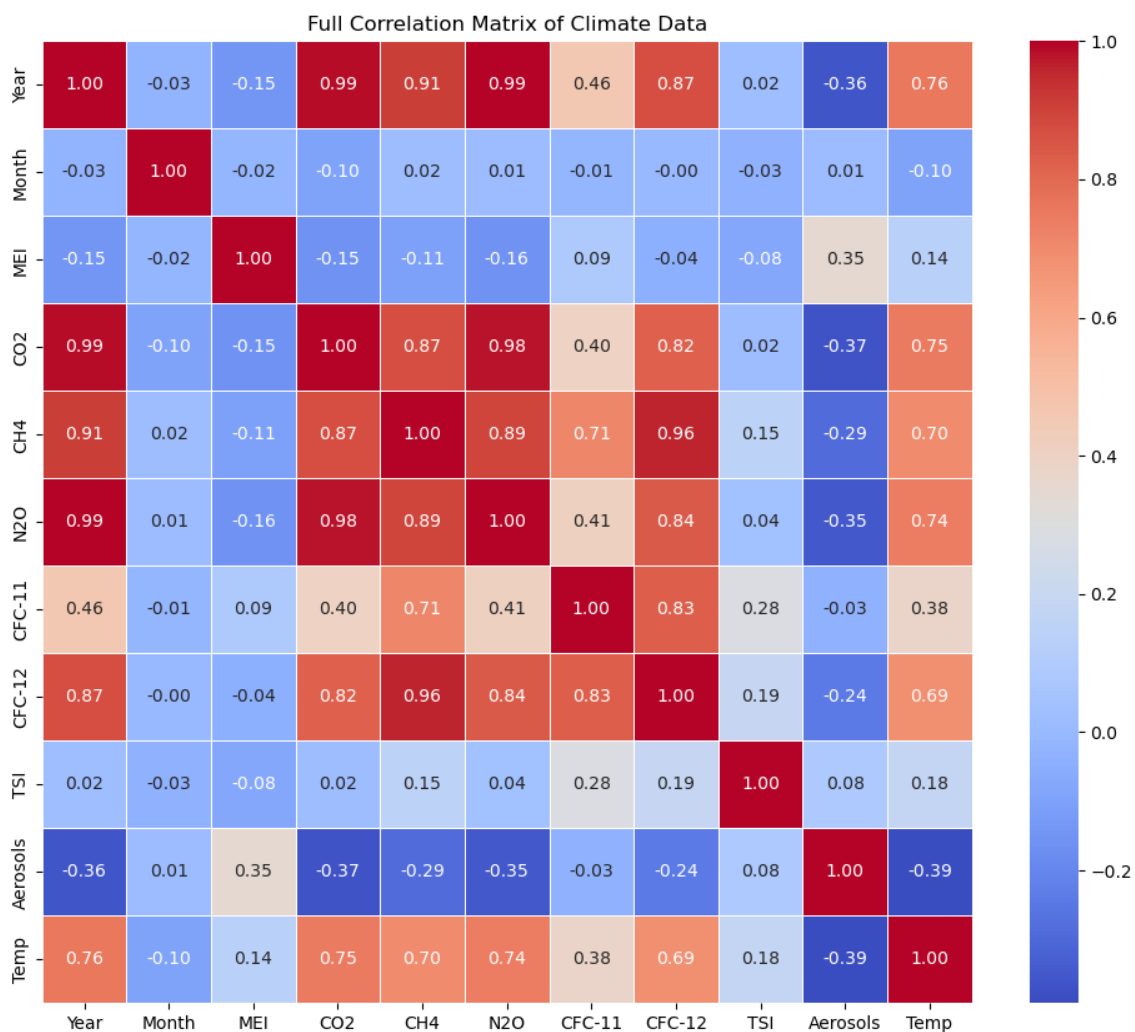 Full Correlation Matrix of Climate Data
Year 1.00 -0.03 -0.15 0.99 0.91 0.99 0.46 0.87 0.02 -0.36 0.76
Month -0.03 1.00 -0.02 -0.10 0.02 0.01 -0.01 -0.00 -0.03 0.01 -0.10
MEI -0.15 -0.02 1.00 -0.15 -0.11 -0.16 0.09 -0.04 -0.08 0.35 0.14
CO2 0.99 -0.10 -0.15 1.00 0.87 0.98 0.40 0.82 0.02 -0.37 0.75
CH4 0.91 0.02 -0.11 0.87 1.00 0.89 0.71 0.96 0.15 -0.29 0.70
N2O 0.99 0.01 -0.16 0.98 0.89 1.00 0.41 0.84 0.04 -0.35 0.74
CFC-11 0.46 -0.01 0.09 0.40 0.71 0.41 1.00 0.83 0.28 -0.03 0.38
CFC-12 0.87 -0.00 -0.04 0.82 0.96 0.84 0.83 1.00 0.19 -0.24 0.69
TSI 0.02 -0.03 -0.08 0.02 0.15 0.04 0.28 0.19 1.00 0.08 0.18
Aerosols -0.36 0.01 0.35 -0.37 -0.29 -0.35 -0.03 -0.24 0.08 1.00 -0.39
Temp 0.76 -0.10 0.14 0.75 0.70 0.74 0.38 0.69 0.18 -0.39 1.00
Year Month MEI CO2 CH4 N2O CFC-11 CFC-12 TSI Aerosols Temp
1.0
0.8
0.6
0.4
0.2
0.0
−0.2